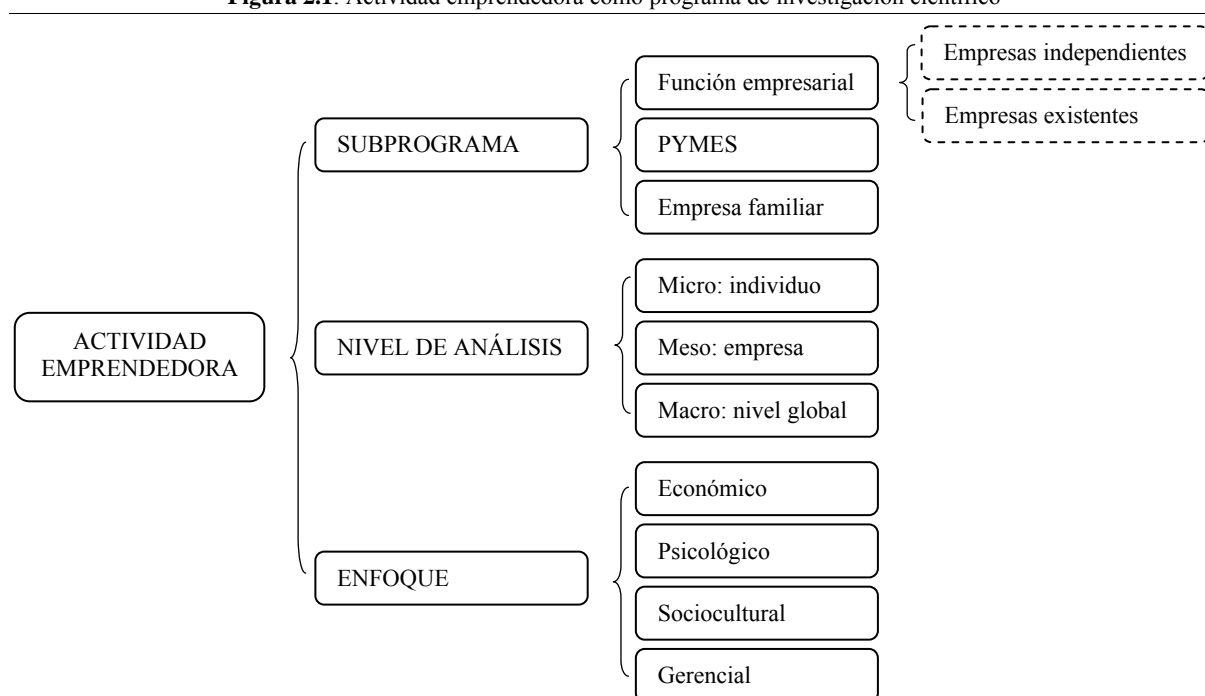 Figura 2.1. Actividad emprendedora como programa de investigación científico
Empresas independientes
Función empresarial
Empresas existentes
SUBPROGRAMA
PYMES
Empresa familiar
Micro: individuo
ACTIVIDAD
EMPRENDEDORA
NIVEL DE ANÁLISIS
Meso: empresa
Macro: nivel global
Económico
Psicológico
ENFOQUE
Sociocultural
Gerencial